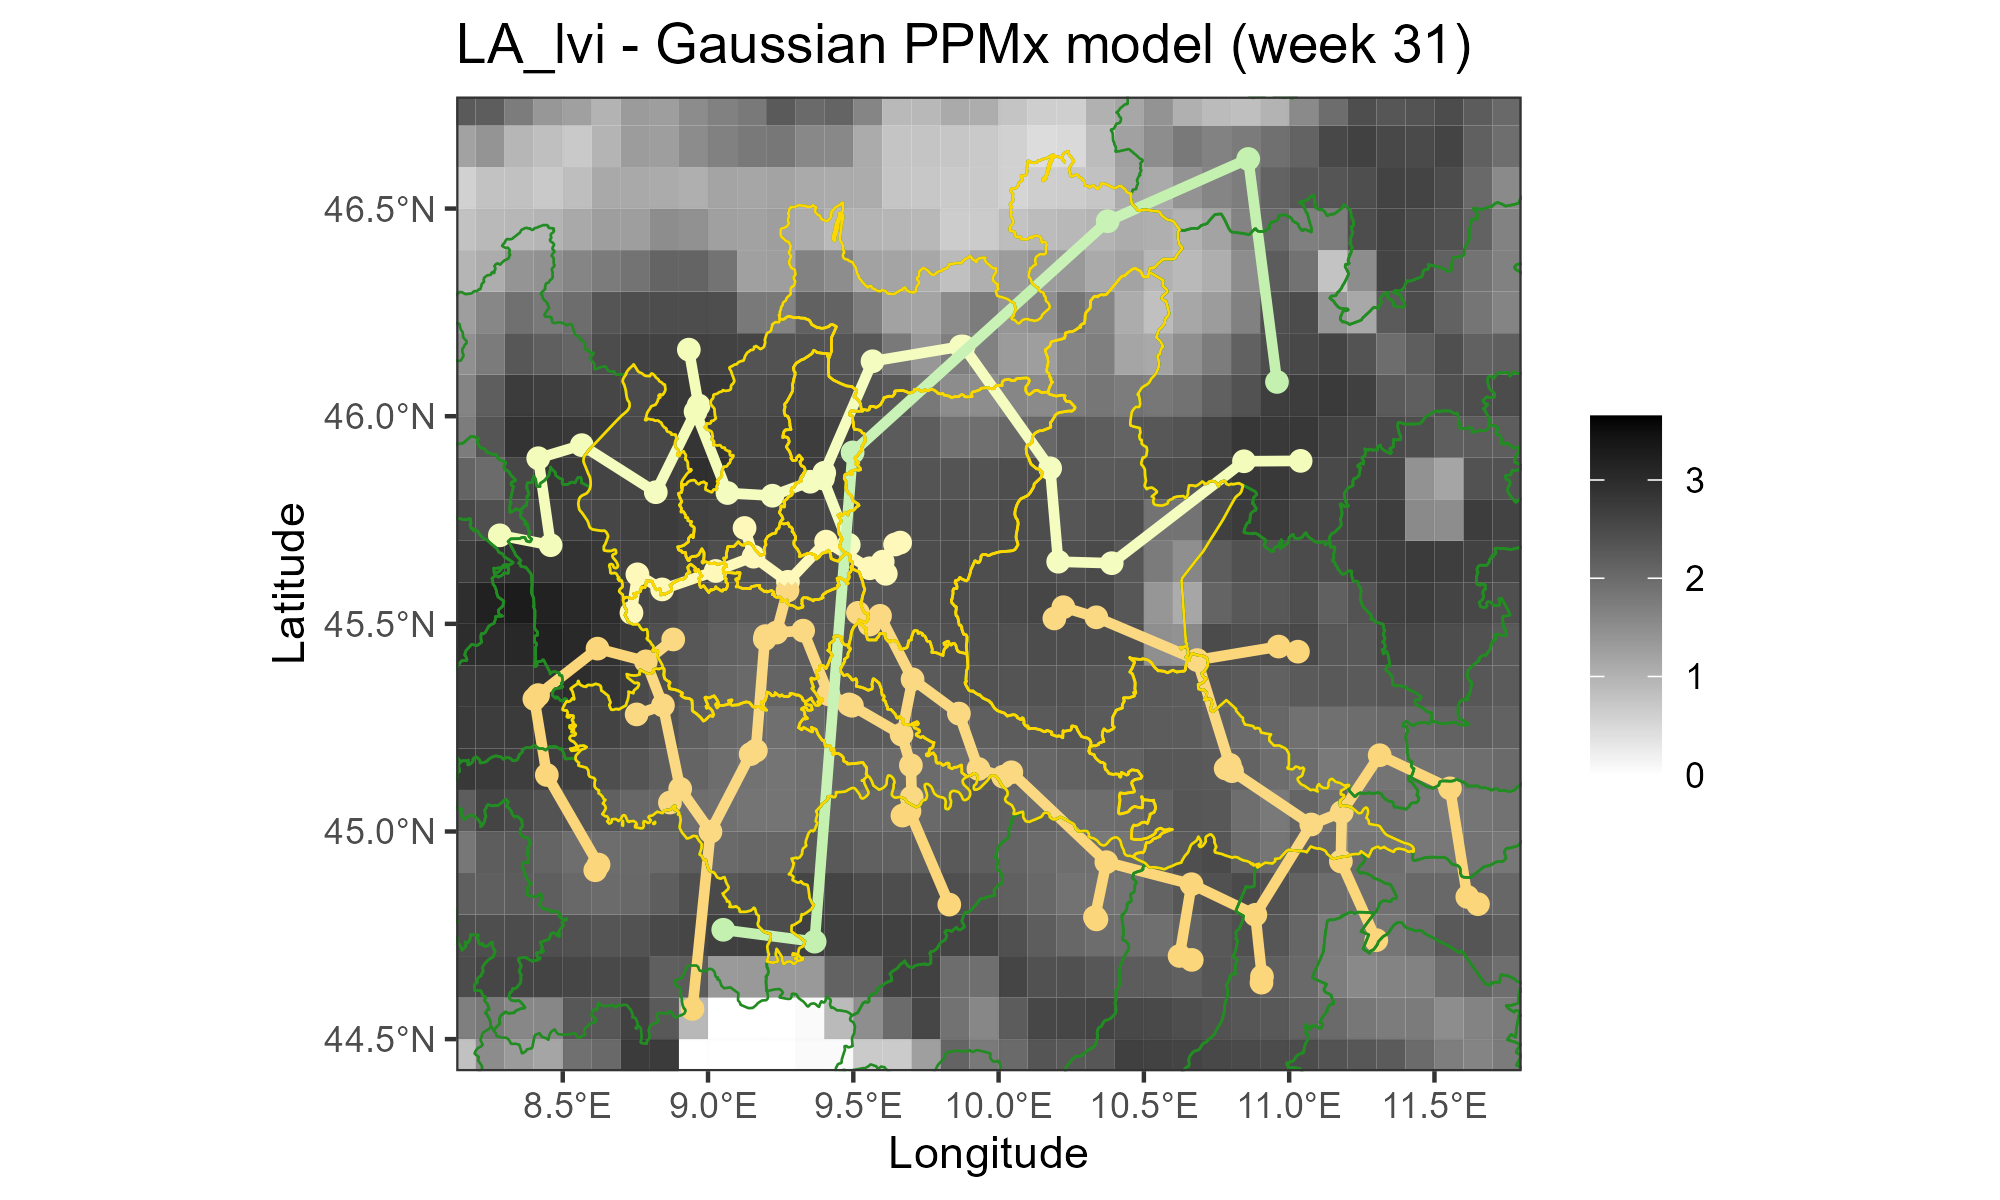 LA_lvi - Gaussian PPMx model (week 31)
46.5°N
46.0°N
45.5°N
45.0°N
44.5°N
Latitude
8.5°E 9.0°E 9.5°E 10.0°E 10.5°E 11.0°E 11.5°E
Longitude
3
2
1
0